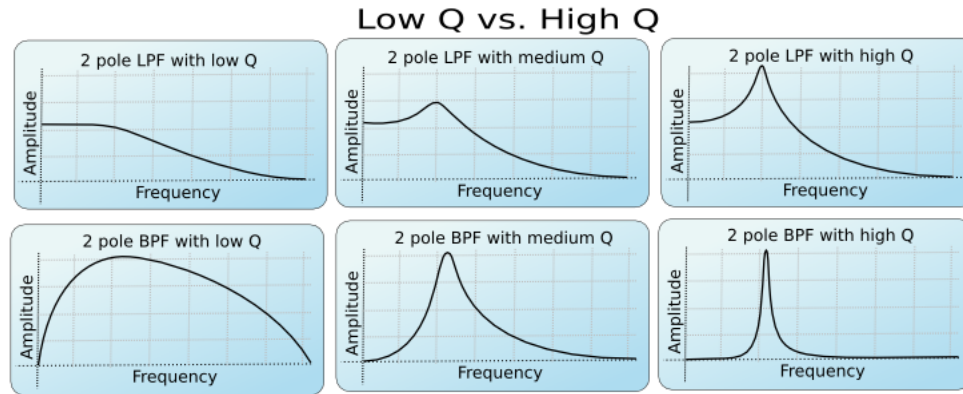 Low Q vs. High Q
2 pole LPF with low Q
Amplitude
Frequency
2 pole LPF with medium Q
Amplitude
Frequency
2 pole LPF with high Q
Amplitude
Frequency
2 pole BPF with low Q
Amplitude
Frequency
2 pole BPF with medium Q
Amplitude
Frequency
2 pole BPF with high Q
Amplitude
Frequency